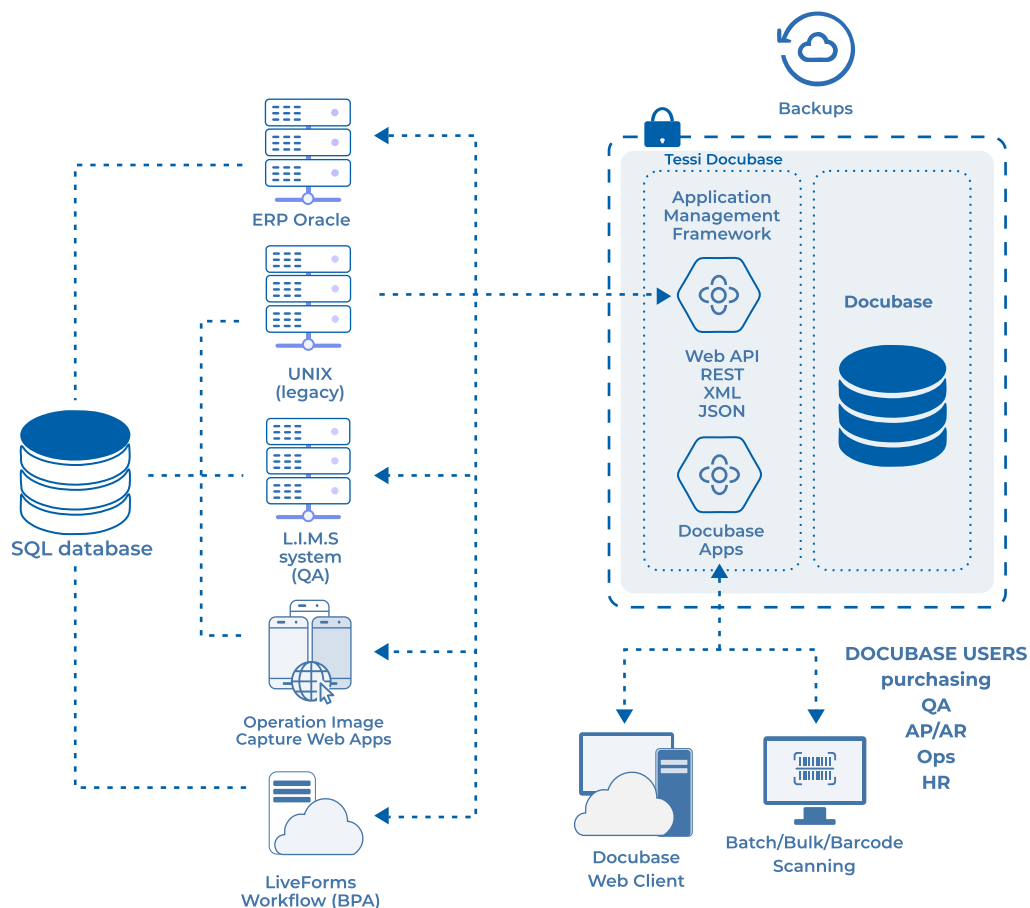 Backups
Tessi Docubase
Application
Management
Framework
Web API
REST
XML
JSON
Docubase
Apps
Docubase
ERP Oracle
UNIX
(legacy)
L.I.M.S
system
(QA)
Operation Image
Capture Web Apps
LiveForms
Workflow (BPA)
SQL database
DOCUBASE USERS
purchasing
QA
AP/AR
Ops
HR
Docubase
Web Client
Batch/Bulk/Barcode
Scanning